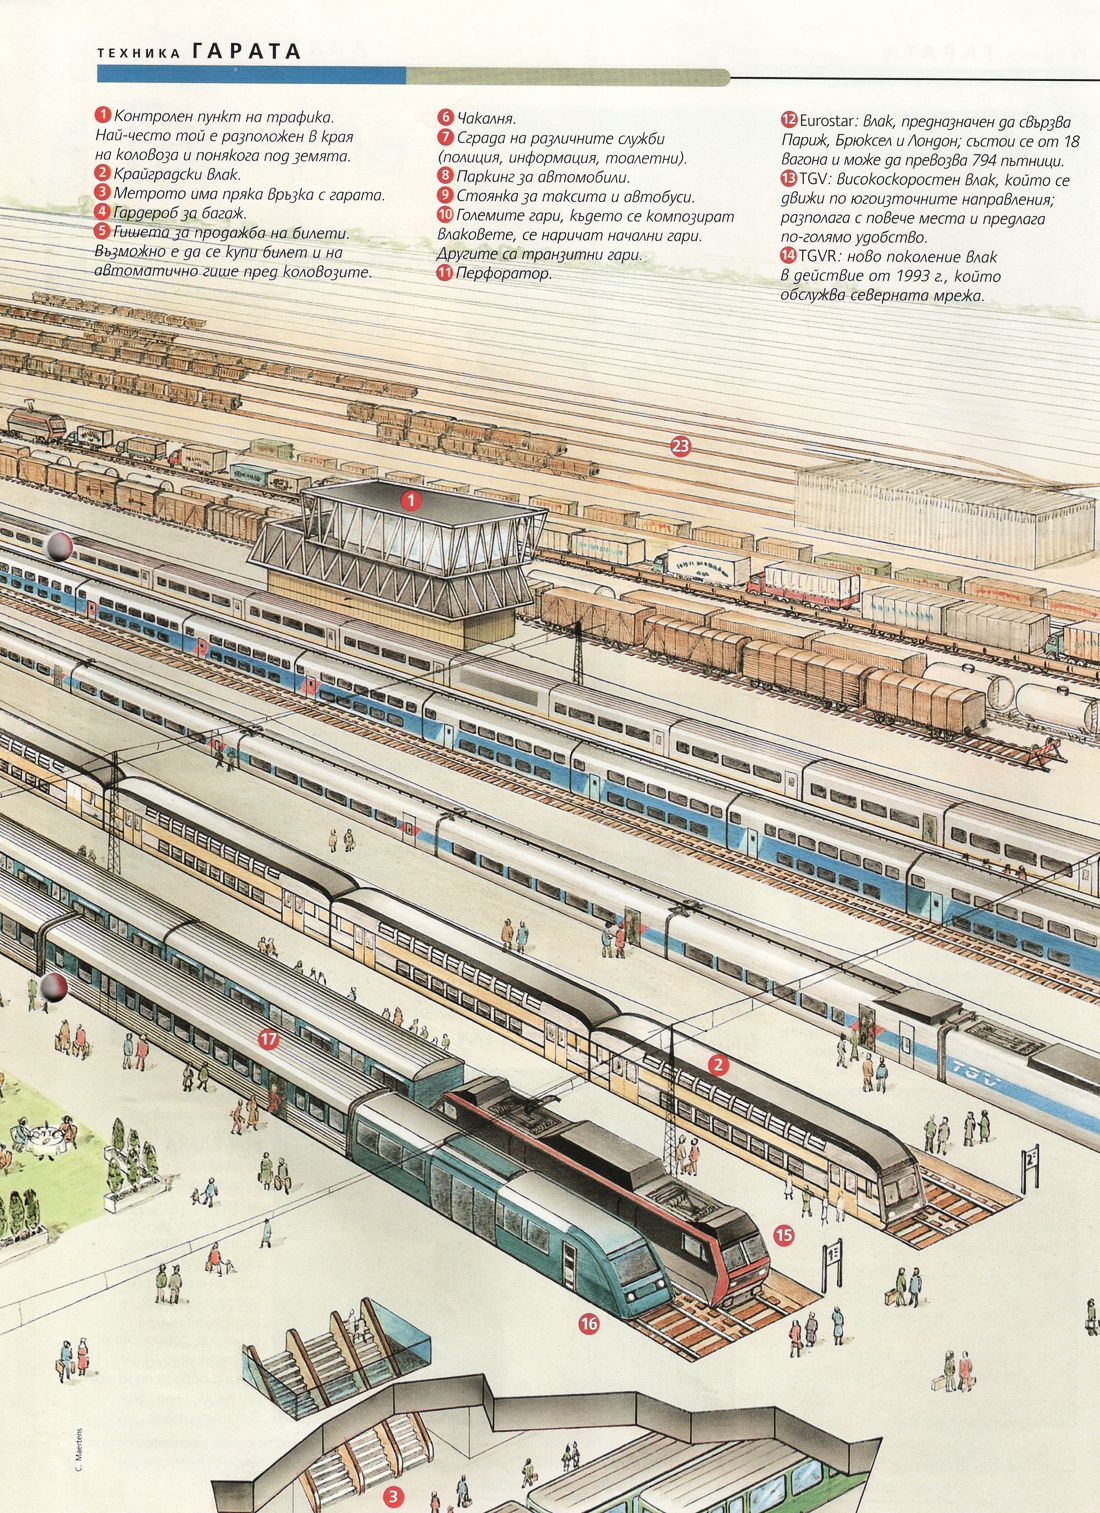 ТЕХНИКА ГАРАТА
1 Контролен пункт на трафика.
Най-често той е разположен в края
на коловоза и понякога под земята.
2 Крайградски влак.
3 Метрото има пряка връзка с гарата.
4 Гардероб за багаж.
5 Гишета за продажба на билети.
Възможно е да се купи билет и на
автоматично гише пред коловозите.
6 Чакалня.
7 Сграда на различните служби
(полиция, информация, тоалетни).
8 Паркинг за автомобили.
9 Стоянка за таксита и автобуси.
10 Големите гари, където се композират
влаковете, се наричат начални гари.
Другите са транзитни гари.
11 Перфоратор.
12 Eurostar: влак, предназначен да свързва
Париж, Брюксел и Лондон; състои се от 18
вагона и може да превозва 794 пътници.
13 TGV: високоскоростен влак, който се
движи по югоизточните направления;
разполага с повече места и предлага
по-голямо удобство.
14 TGVR: ново поколение влак
в действие от 1993 г., който
обслужва северната мрежа.
23
1
17
2
TGV
15
16
3
C. Maertens